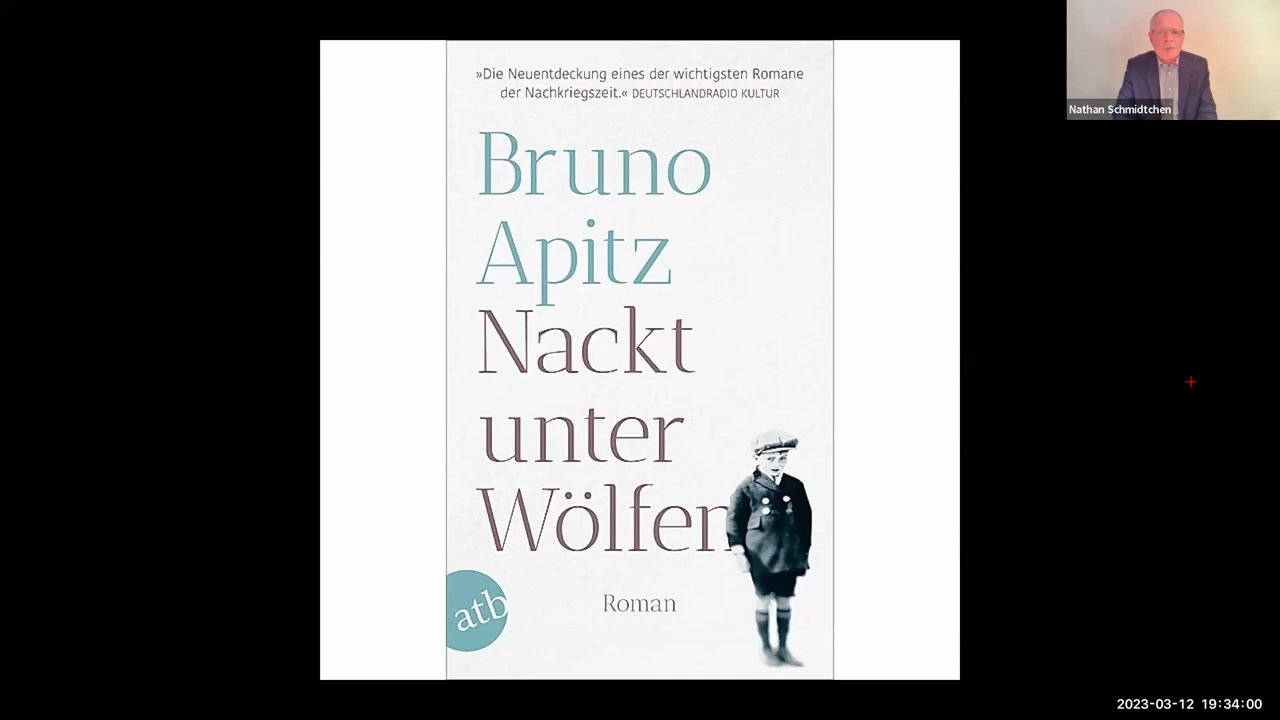 »Die Neuentdeckung eines der wichtigsten Romane
der Nachkriegszeit.« DEUTSCHLANDRADIO KULTUR
Bruno
Apitz
Nackt
unter
Wölfen
Roman
atb
Nathan Schmidtchen
2023-03-12 19:34:00